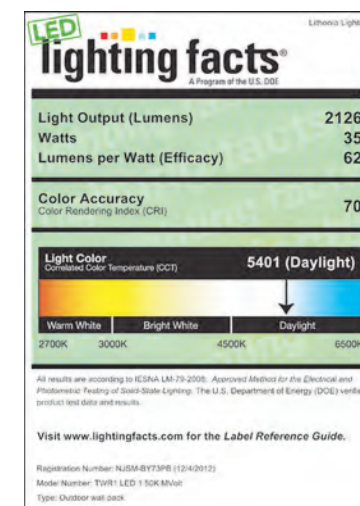 Lithonia Light
LED
lighting facts®
A Program of the U.S. DOE
Light Output (Lumens) 2126
Watts 35
Lumens per Watt (Efficacy) 62
Color Accuracy 70
Color Rendering Index (CRI)
Light Color 5401 (Daylight)
Correlated Color Temperature (CCT)
Warm White Bright White Daylight
2700K 3000K 4500K 6500K
All results are according to IESNA LM-79-2008: Approved Method for the Electrical and
Photometric Testing of Solid-State Lighting. The U.S. Department of Energy (DOE) verifie
product test data and results.
Visit www.lightingfacts.com for the Label Reference Guide.
Registration Number: NJSM-BY73PB (12/4/2012)
Model Number: TWR1 LED 1 50K MVolt
Type: Outdoor wall pack